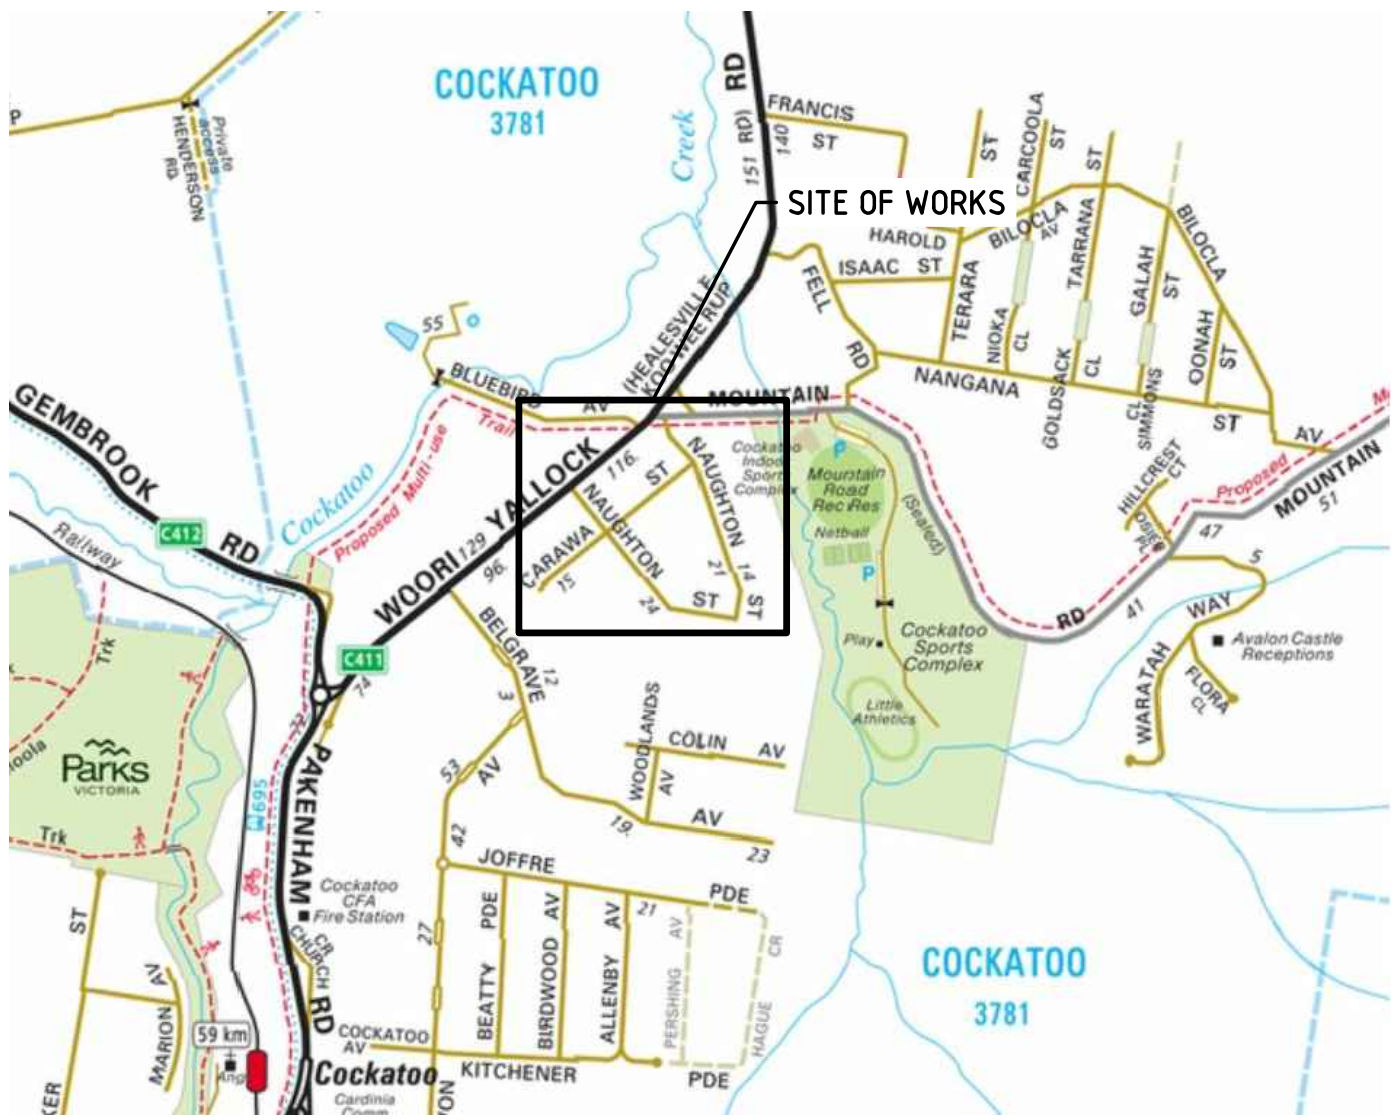 COCKATOO
3781
RD
FRANCIS
ST
140
151 RD)
Creek
P
Private
access
HENDERSON
RD
SITE OF WORKS
ST
CARCOOLA
ST
ST
HAROLD
BILOCLA
AV
TARRANA
GALAH
ST
BILOCLA
ISAAC ST
FELL
RD
TERARA
NIOKA
CL
GOLDSACK
CL
SIMMONS
CL
OONAH
ST
NANGANA
ST
AV
55
BLUEBIRD
AV
(HEALESVILLE
KOO WEE RUP
MOUNTAIN
Trail
Proposed Multi-use
Cockatoo
GEMBROOK
RD
C412
Railway
WOORI YALLOCK
116.
129
96.
NAUGHTON
ST
NAUGHTON
CARAWA
15
24
ST
21
14
ST
Cockatoo
Indoor
Sports
Complex
P
Mountain
Road
Rec Res
Netball
P
(Sealed)
Play
Cockatoo
Sports
Complex
Little
Athletics
HILLCREST
CT
OSIER
PL
Proposed
MOUNTAIN
51
47
5
RD
41
WAY
WARATAH
FLORA
CL
Avalon Castle
Receptions
C411
74
72
BELGRAVE
12
3
53
AV
42
WOODLANDS
AV
COLIN AV
19.
AV
23
Trk
Parks
VICTORIA
Trk
695
PAKENHAM
RD
Cockatoo
CFA
Fire Station
CHURCH
CR
JOFFRE
PDE
21
27
BEATTY PDE
BIRDWOOD AV
ALLENBY AV
PERSHING AV
HAGUE CR
COCKATOO
AV
KITCHENER
PDE
ST
MARION AV
59 km
Ang
Cockatoo
Cardinia
Comm
COCKATOO
3781